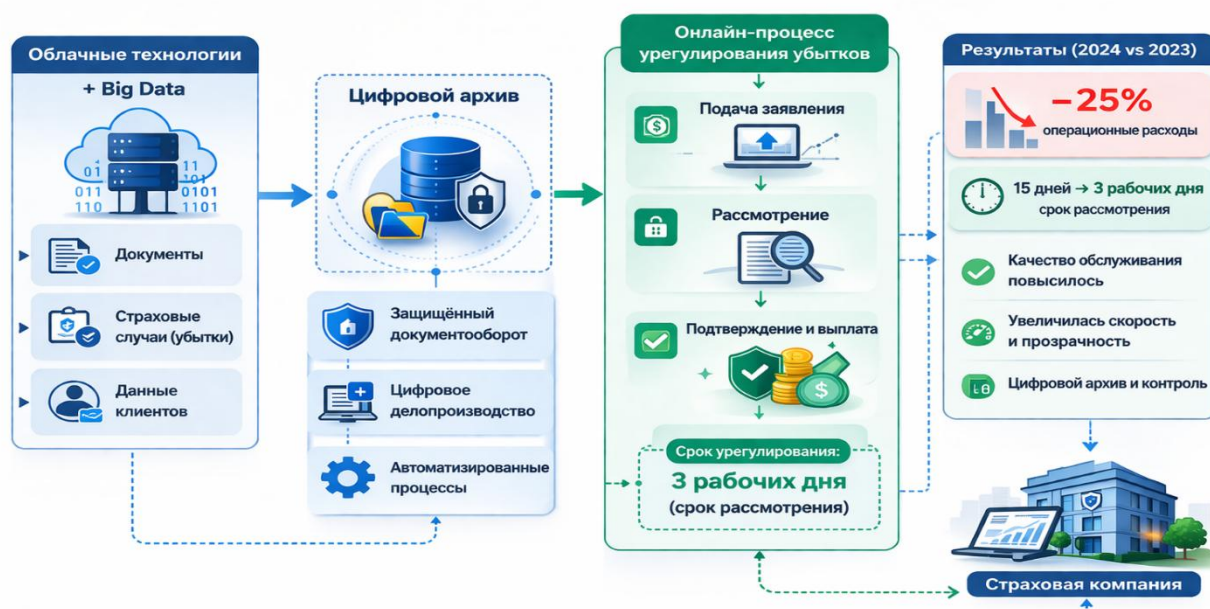 Облачные технологии
+ Big Data
01
011
110
11
101
0101
1101
Документы
Страховые
случаи (убытки)
Данные
клиентов
Цифровой архив
Защищённый
документооборот
Цифровое
делопроизводство
Автоматизированные
процессы
Онлайн-процесс
урегулирования убытков
Подача заявления
Рассмотрение
Подтверждение и выплата
Срок урегулирования:
3 рабочих дня
(срок рассмотрения)
Результаты (2024 vs 2023)
–25%
операционные расходы
15 дней → 3 рабочих дня
срок рассмотрения
Качество обслуживания
повысилось
Увеличилась скорость
и прозрачность
Цифровой архив и контроль
Страховая компания